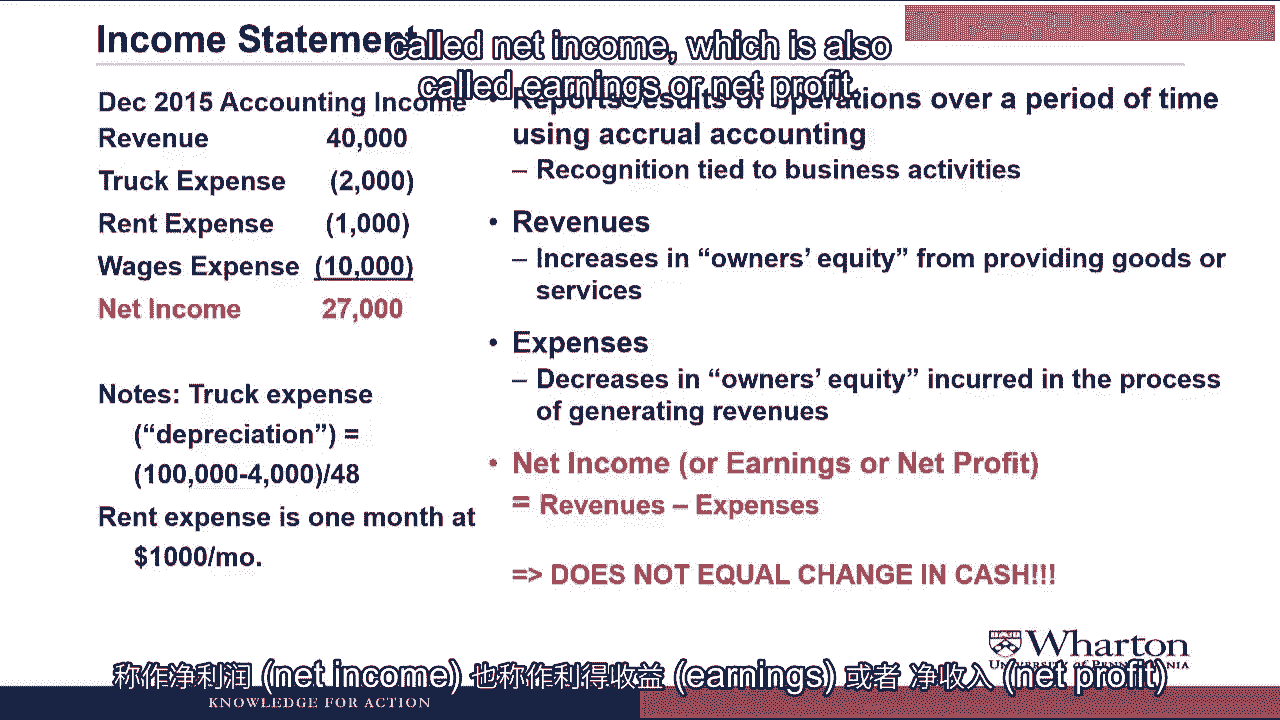 Income Statement
called net income, which is also
called earnings or net profit.
Dec 2015 Accounting Income
Revenue 40,000
Truck Expense (2,000)
Rent Expense (1,000)
Wages Expense (10,000)
Net Income 27,000
Notes: Truck expense
(“depreciation”) =
(100,000-4,000)/48
Rent expense is one month at
$1000/mo.
• Reports results of operations over a period of time
using accrual accounting
– Recognition tied to business activities
• Revenues
– Increases in “owners’ equity” from providing goods or
services
• Expenses
– Decreases in “owners’ equity” incurred in the process
of generating revenues
• Net Income (or Earnings or Net Profit)
= Revenues – Expenses
=> DOES NOT EQUAL CHANGE IN CASH!!!
Wharton
UNIVERSITY OF PENNSYLVANIA
称作净利润 (net income) 也称作利得收益 (earnings) 或者 净收入 (net profit)
KNOWLEDGE FOR ACTION